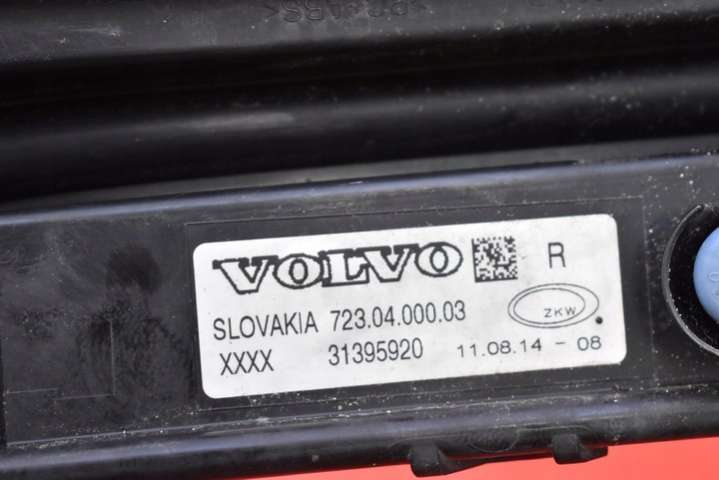 VOLVO R
SLOVAKIA 723.04.000.03 ZKW
XXXX 31395920 11.08.14 - 08